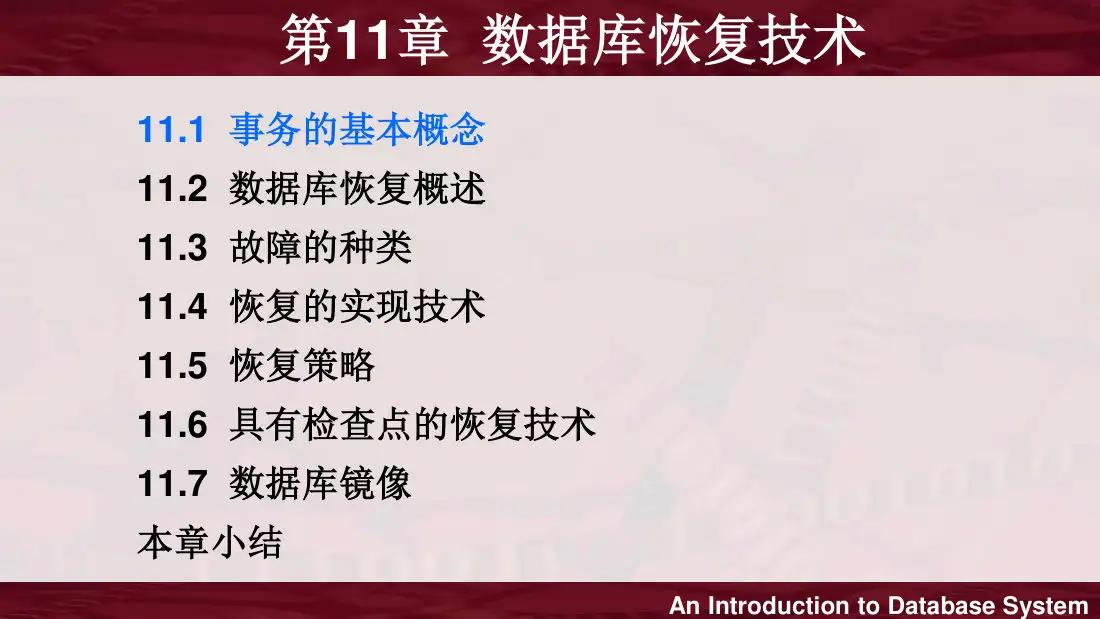 第11章 数据库恢复技术
11.1 事务的基本概念
11.2 数据库恢复概述
11.3 故障的种类
11.4 恢复的实现技术
11.5 恢复策略
11.6 具有检查点的恢复技术
11.7 数据库镜像
本章小结
An Introduction to Database System